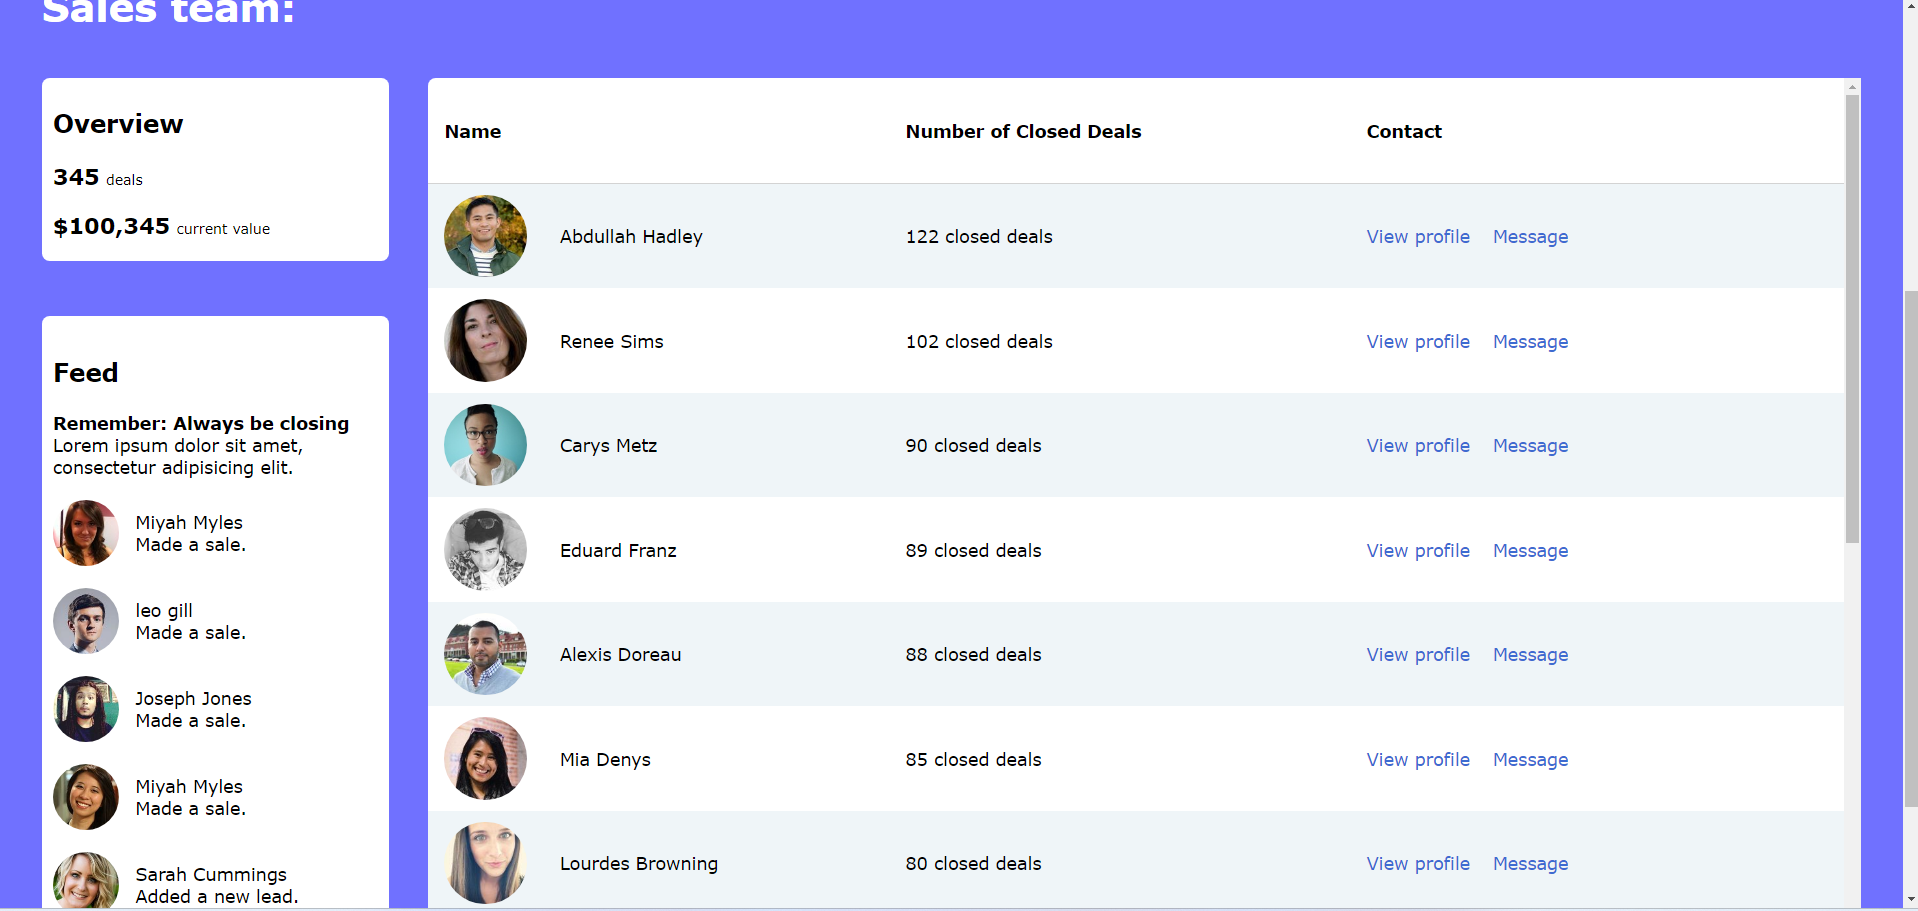 Sales team:
Overview
345 deals
$100,345 current value
Feed
Remember: Always be closing
Lorem ipsum dolor sit amet,
consectetur adipisicing elit.
Miyah Myles
Made a sale.
leo gill
Made a sale.
Joseph Jones
Made a sale.
Miyah Myles
Made a sale.
Sarah Cummings
Added a new lead.
Name Number of Closed Deals Contact
Abdullah Hadley 122 closed deals View profile Message
Renee Sims 102 closed deals View profile Message
Carys Metz 90 closed deals View profile Message
Eduard Franz 89 closed deals View profile Message
Alexis Doreau 88 closed deals View profile Message
Mia Denys 85 closed deals View profile Message
Lourdes Browning 80 closed deals View profile Message